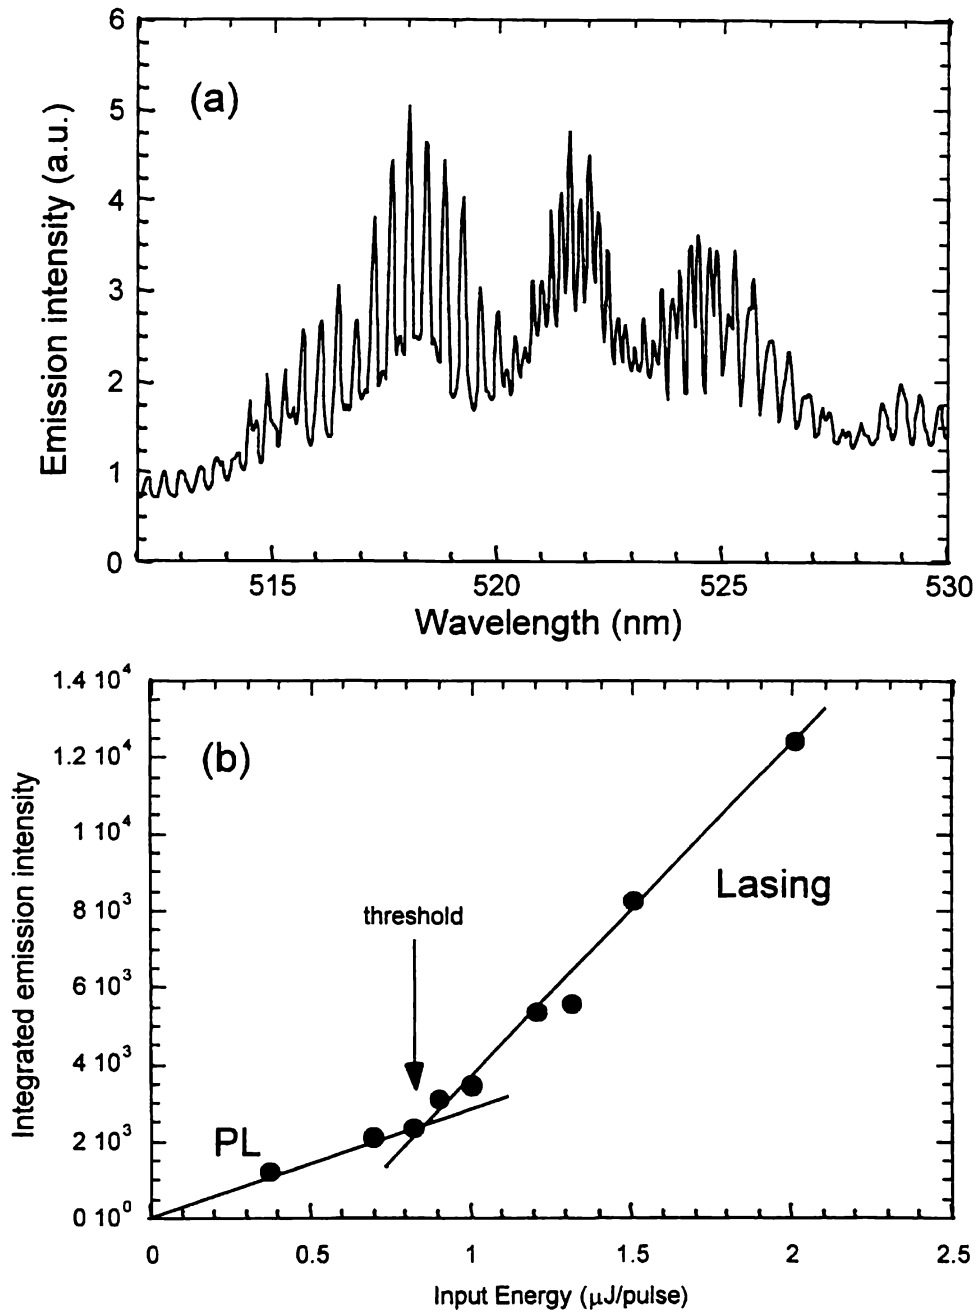 6
(a)
5
4
3
2
1
0
Emission intensity (a.u.)
515 520 525 530
Wavelength (nm)
1.4 10⁴
1.2 10⁴
1 10⁴
8 10³
6 10³
4 10³
2 10³
0 10⁰
Integrated emission intensity
(b)
Lasing
threshold
PL
0 0.5 1 1.5 2 2.5
Input Energy (μJ/pulse)